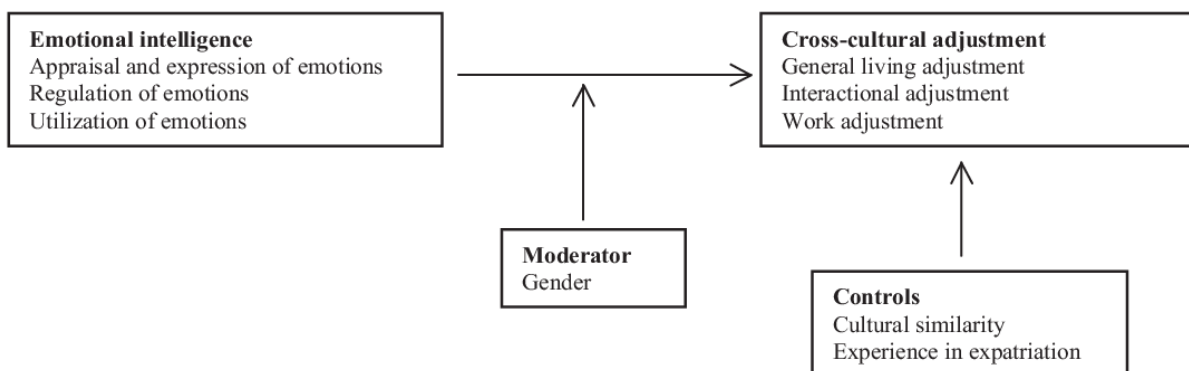 Emotional intelligence
Appraisal and expression of emotions
Regulation of emotions
Utilization of emotions
Cross-cultural adjustment
General living adjustment
Interactional adjustment
Work adjustment
Moderator
Gender
Controls
Cultural similarity
Experience in expatriation